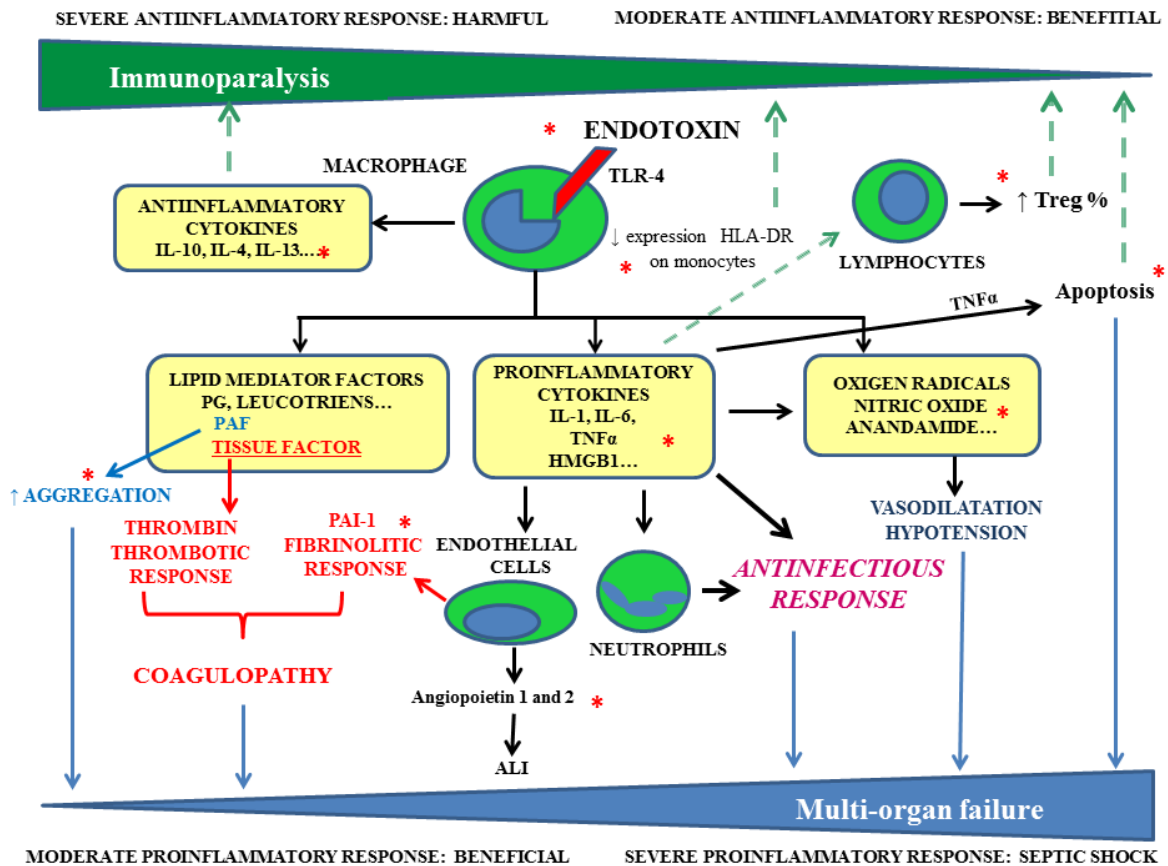 SEVERE ANTIINFLAMMATORY RESPONSE: HARMFUL
MODERATE ANTIINFLAMMATORY RESPONSE: BENEFITIAL
Immunoparalysis
* ENDOTOXIN
MACROPHAGE
TLR-4
ANTIINFLAMMATORY
CYTOKINES
IL-10, IL-4, IL-13....*
↓ expression HLA-DR
* on monocytes
LYMPHOCYTES
*
↑ Treg %
TNFα
Apoptosis *
LIPID MEDIATOR FACTORS
PG, LEUCOTRIENS…
PAF
TISSUE FACTOR
PROINFLAMMATORY
CYTOKINES
IL-1, IL-6,
TNFα *
HMGB1…
OXIGEN RADICALS
NITRIC OXIDE *
ANANDAMIDE…
*
↑ AGGREGATION
THROMBIN
THROMBOTIC
RESPONSE
PAI-1 *
FIBRINOLITIC
RESPONSE
ENDOTHELIAL
CELLS
NEUTROPHILS
ANTINFECTIOUS
RESPONSE
VASODILATATION
HYPOTENSION
COAGULOPATHY
Angiopoietin 1 and 2 *
ALI
Multi-organ failure
MODERATE PROINFLAMMATORY RESPONSE: BENEFICIAL
SEVERE PROINFLAMMATORY RESPONSE: SEPTIC SHOCK